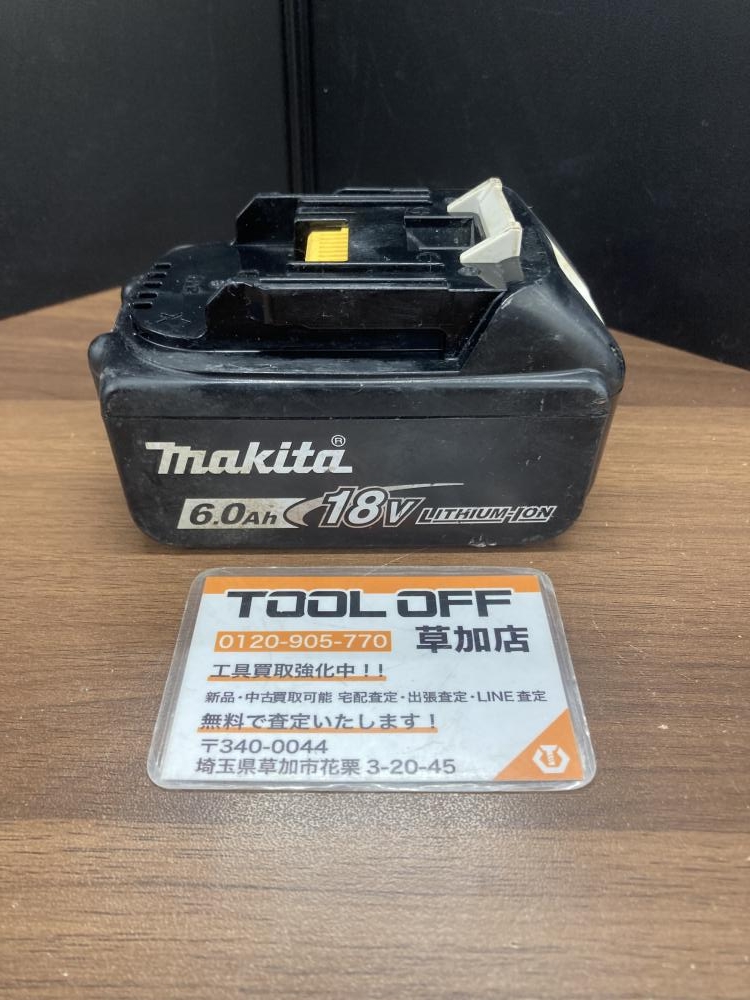 makita®
6.0Ah 18V LITHIUM-ION
TOOL OFF
0120-905-770 草加店
工具買取強化中!!
新品・中古買取可能 宅配査定・出張査定・LINE査定
無料で査定いたします!
〒340-0044
埼玉県草加市花栗3-20-45